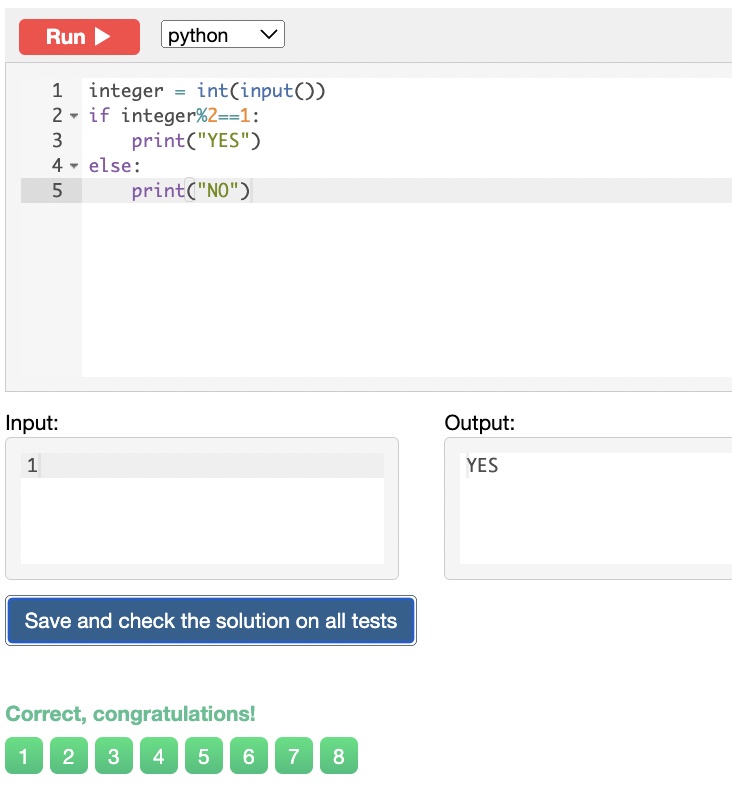 Run python
1 integer = int(input())
2 if integer%2==1:
3     print("YES")
4 else:
5     print("NO")
Input: Output:
1 YES
Save and check the solution on all tests
Correct, congratulations!
1 2 3 4 5 6 7 8